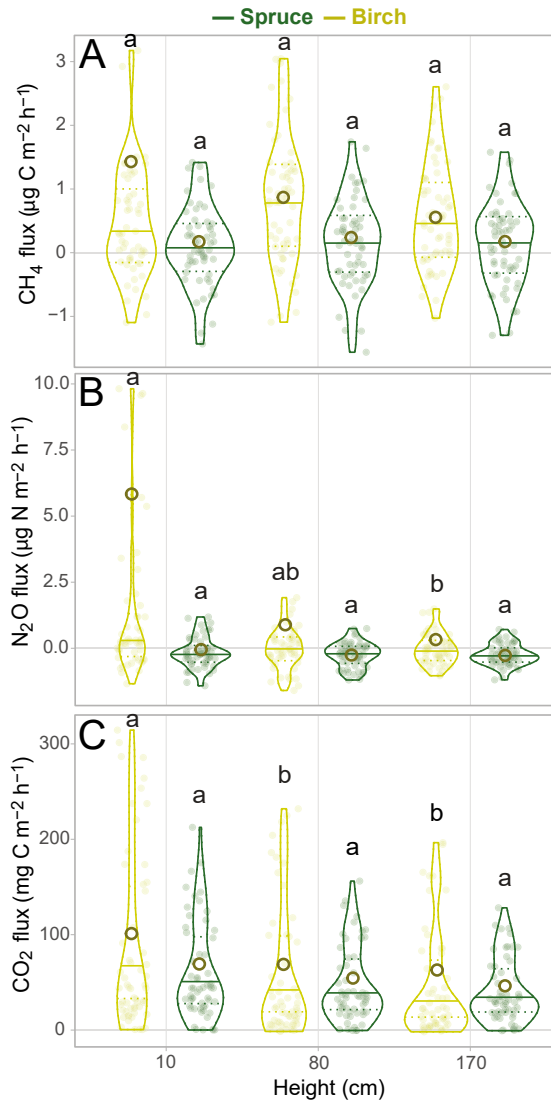 Spruce Birch
A
a a a a a a
CH₄ flux (µg C m⁻² h⁻¹)
3
2
1
0
−1
B
a a ab a b a
N₂O flux (µg N m⁻² h⁻¹)
10.0
7.5
5.0
2.5
0.0
C
a a b a b a
CO₂ flux (mg C m⁻² h⁻¹)
300
200
100
0
10 80 170
Height (cm)